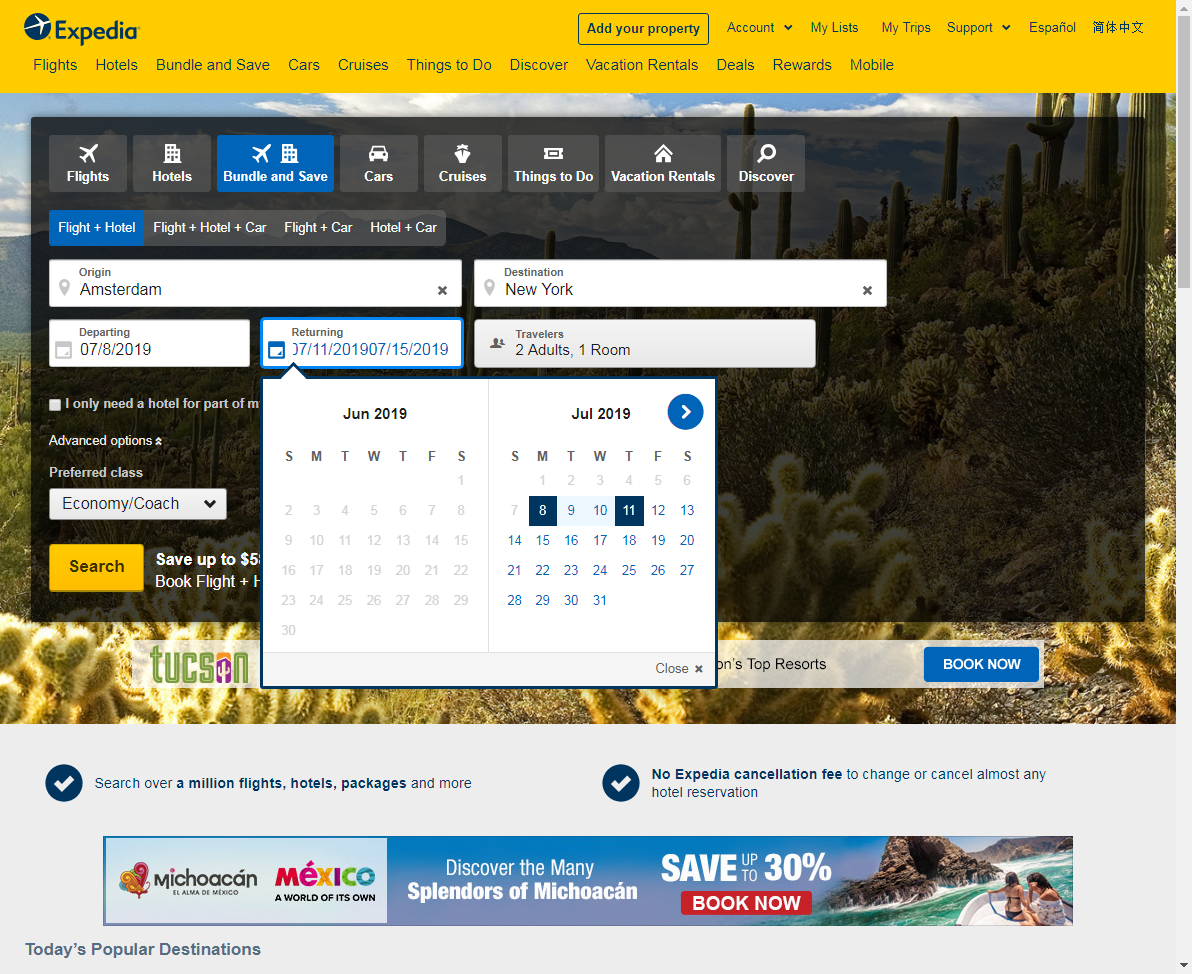 Expedia
Add your property
Account
My Lists
My Trips
Support
Español
简体中文
Flights
Hotels
Bundle and Save
Cars
Cruises
Things to Do
Discover
Vacation Rentals
Deals
Rewards
Mobile
Flights
Hotels
Bundle and Save
Cars
Cruises
Things to Do
Vacation Rentals
Discover
Flight + Hotel
Flight + Hotel + Car
Flight + Car
Hotel + Car
Origin
Amsterdam
Destination
New York
Departing
07/8/2019
Returning
07/11/201907/15/2019
Travelers
2 Adults, 1 Room
I only need a hotel for part of m
Advanced options
Preferred class
Economy/Coach
Search
Save up to $5
Book Flight + H
Jun 2019
S M T W T F S
1
2 3 4 5 6 7 8
9 10 11 12 13 14 15
16 17 18 19 20 21 22
23 24 25 26 27 28 29
30
Jul 2019
S M T W T F S
1 2 3 4 5 6
7 8 9 10 11 12 13
14 15 16 17 18 19 20
21 22 23 24 25 26 27
28 29 30 31
Close
tucson
on's Top Resorts
BOOK NOW
Search over a million flights, hotels, packages and more
No Expedia cancellation fee to change or cancel almost any
hotel reservation
Michoacán
EL ALMA DE MÉXICO
MéXICO
A WORLD OF ITS OWN
Discover the Many
Splendors of Michoacán
SAVE UP TO 30%
BOOK NOW
Today's Popular Destinations